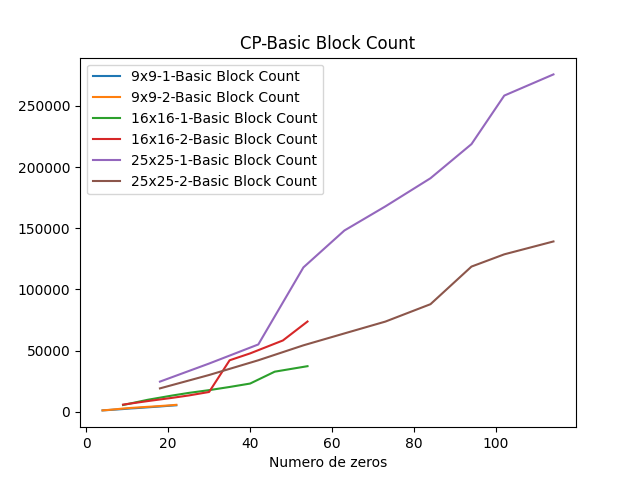 CP-Basic Block Count
9x9-1-Basic Block Count
9x9-2-Basic Block Count
16x16-1-Basic Block Count
16x16-2-Basic Block Count
25x25-1-Basic Block Count
25x25-2-Basic Block Count
250000
200000
150000
100000
50000
0
0 20 40 60 80 100
Numero de zeros